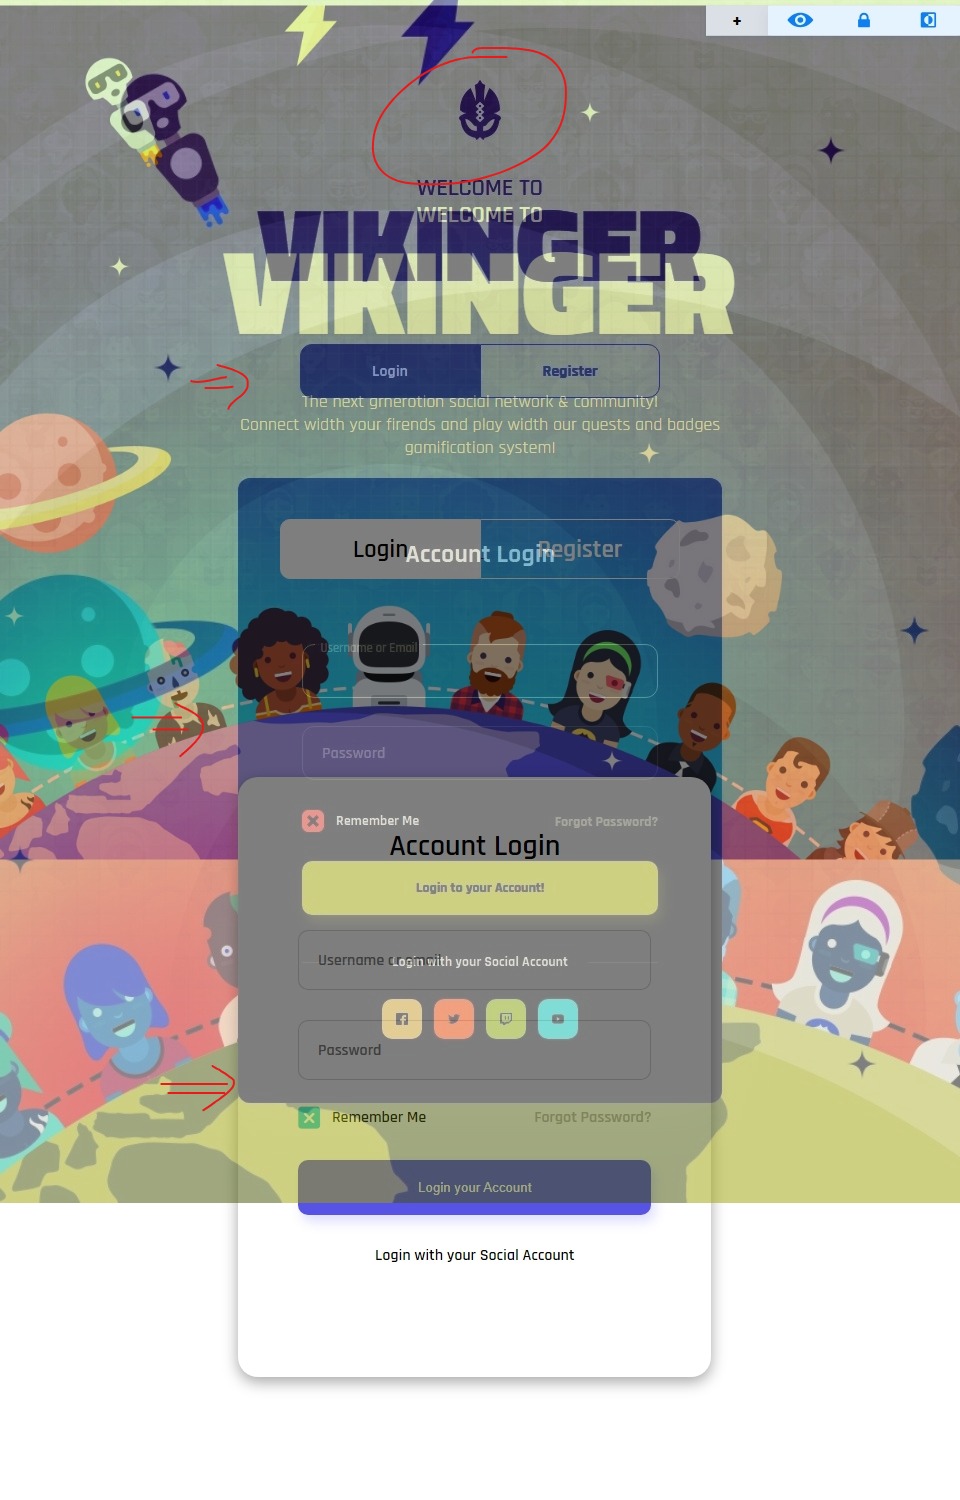 +
WELCOME TO
WELCOME TO
VIKINGER
VIKINGER
Login
Register
The next grneration social network & community!
Connect width your firends and play width our quests and badges
gamification system!
Login
Register
Account Login
Username or Email
Password
Remember Me
Forgot Password?
Account Login
Login to your Account!
Username or email
Login with your Social Account
Password
Remember Me
Forgot Password?
Login your Account
Login with your Social Account